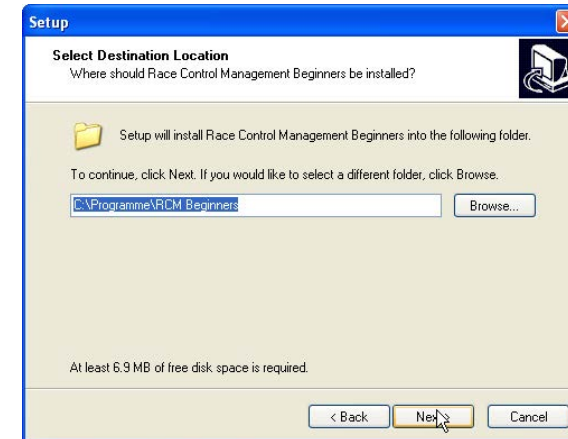 Setup
Select Destination Location
Where should Race Control Management Beginners be installed?
Setup will install Race Control Management Beginners into the following folder.
To continue, click Next. If you would like to select a different folder, click Browse.
C:\Programme\RCM Beginners
Browse...
At least 6.9 MB of free disk space is required.
< Back
Next >
Cancel